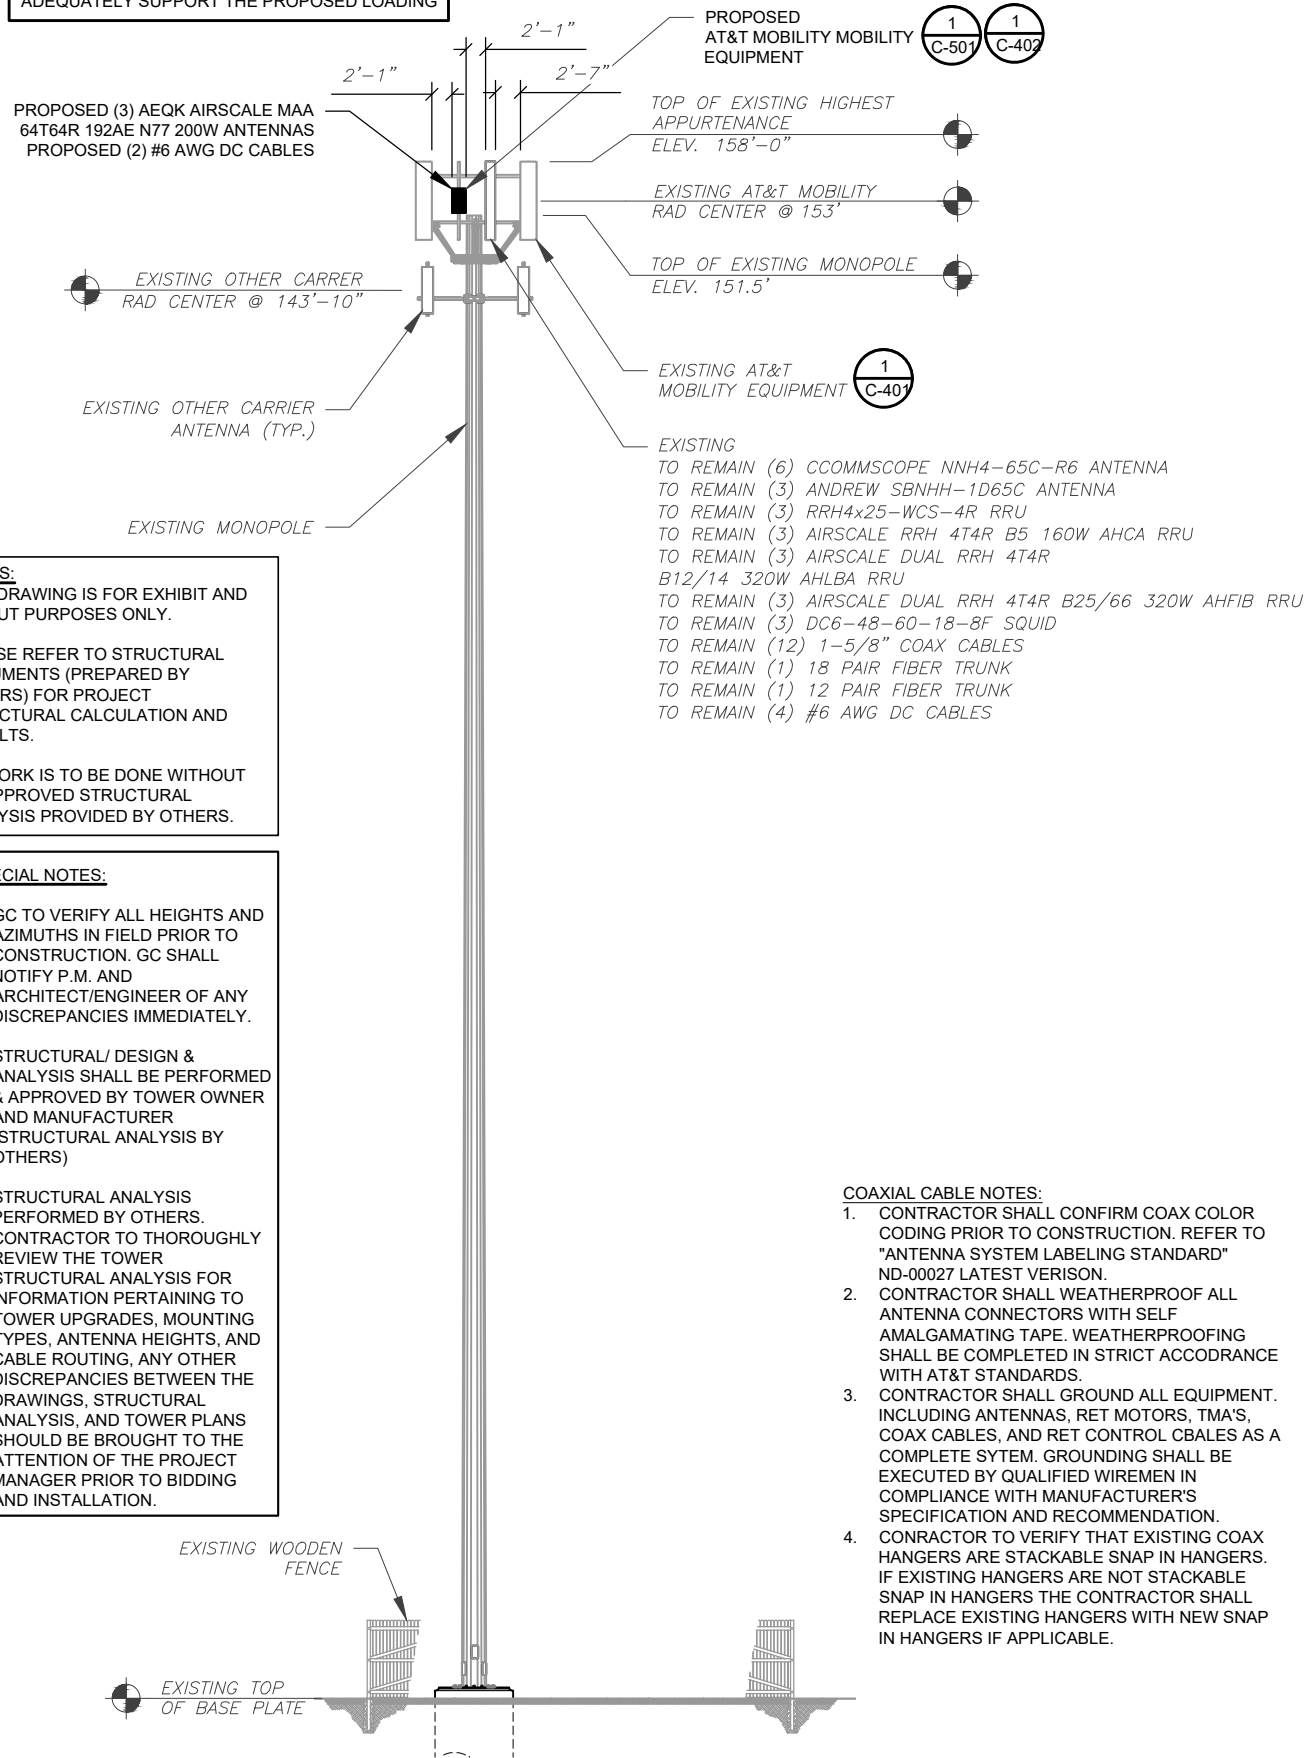 ADEQUATELY SUPPORT THE PROPOSED LOADING
2'-1"
2'-1"
2'-7"
PROPOSED
AT&T MOBILITY MOBILITY
EQUIPMENT
1
C-501
1
C-402
PROPOSED (3) AEQK AIRSCALE MAA
64T64R 192AE N77 200W ANTENNAS
PROPOSED (2) #6 AWG DC CABLES
TOP OF EXISTING HIGHEST
APPURTENANCE
ELEV. 158'-0"
EXISTING AT&T MOBILITY
RAD CENTER @ 153'
TOP OF EXISTING MONOPOLE
ELEV. 151.5'
EXISTING OTHER CARRER
RAD CENTER @ 143'-10"
EXISTING AT&T
MOBILITY EQUIPMENT
1
C-401
EXISTING OTHER CARRIER
ANTENNA (TYP.)
EXISTING MONOPOLE
EXISTING
TO REMAIN (6) CCOMMSCOPE NNH4-65C-R6 ANTENNA
TO REMAIN (3) ANDREW SBNHH-1D65C ANTENNA
TO REMAIN (3) RRH4x25-WCS-4R RRU
TO REMAIN (3) AIRSCALE RRH 4T4R B5 160W AHCA RRU
TO REMAIN (3) AIRSCALE DUAL RRH 4T4R
B12/14 320W AHLBA RRU
TO REMAIN (3) AIRSCALE DUAL RRH 4T4R B25/66 320W AHFIB RRU
TO REMAIN (3) DC6-48-60-18-8F SQUID
TO REMAIN (12) 1-5/8" COAX CABLES
TO REMAIN (1) 18 PAIR FIBER TRUNK
TO REMAIN (1) 12 PAIR FIBER TRUNK
TO REMAIN (4) #6 AWG DC CABLES
S:
DRAWING IS FOR EXHIBIT AND
UT PURPOSES ONLY.
SE REFER TO STRUCTURAL
UMENTS (PREPARED BY
RS) FOR PROJECT
CTURAL CALCULATION AND
LTS.
ORK IS TO BE DONE WITHOUT
PPROVED STRUCTURAL
YSIS PROVIDED BY OTHERS.
ECIAL NOTES:
GC TO VERIFY ALL HEIGHTS AND
AZIMUTHS IN FIELD PRIOR TO
CONSTRUCTION. GC SHALL
NOTIFY P.M. AND
ARCHITECT/ENGINEER OF ANY
DISCREPANCIES IMMEDIATELY.
STRUCTURAL/ DESIGN &
ANALYSIS SHALL BE PERFORMED
& APPROVED BY TOWER OWNER
AND MANUFACTURER
STRUCTURAL ANALYSIS BY
OTHERS)
STRUCTURAL ANALYSIS
PERFORMED BY OTHERS.
CONTRACTOR TO THOROUGHLY
REVIEW THE TOWER
STRUCTURAL ANALYSIS FOR
INFORMATION PERTAINING TO
TOWER UPGRADES, MOUNTING
TYPES, ANTENNA HEIGHTS, AND
CABLE ROUTING, ANY OTHER
DISCREPANCIES BETWEEN THE
DRAWINGS, STRUCTURAL
ANALYSIS, AND TOWER PLANS
SHOULD BE BROUGHT TO THE
ATTENTION OF THE PROJECT
MANAGER PRIOR TO BIDDING
AND INSTALLATION.
COAXIAL CABLE NOTES:
1. CONTRACTOR SHALL CONFIRM COAX COLOR
CODING PRIOR TO CONSTRUCTION. REFER TO
"ANTENNA SYSTEM LABELING STANDARD"
ND-00027 LATEST VERISON.
2. CONTRACTOR SHALL WEATHERPROOF ALL
ANTENNA CONNECTORS WITH SELF
AMALGAMATING TAPE. WEATHERPROOFING
SHALL BE COMPLETED IN STRICT ACCODRANCE
WITH AT&T STANDARDS.
3. CONTRACTOR SHALL GROUND ALL EQUIPMENT.
INCLUDING ANTENNAS, RET MOTORS, TMA'S,
COAX CABLES, AND RET CONTROL CBALES AS A
COMPLETE SYTEM. GROUNDING SHALL BE
EXECUTED BY QUALIFIED WIREMEN IN
COMPLIANCE WITH MANUFACTURER'S
SPECIFICATION AND RECOMMENDATION.
4. CONRACTOR TO VERIFY THAT EXISTING COAX
HANGERS ARE STACKABLE SNAP IN HANGERS.
IF EXISTING HANGERS ARE NOT STACKABLE
SNAP IN HANGERS THE CONTRACTOR SHALL
REPLACE EXISTING HANGERS WITH NEW SNAP
IN HANGERS IF APPLICABLE.
EXISTING WOODEN
FENCE
EXISTING TOP
OF BASE PLATE